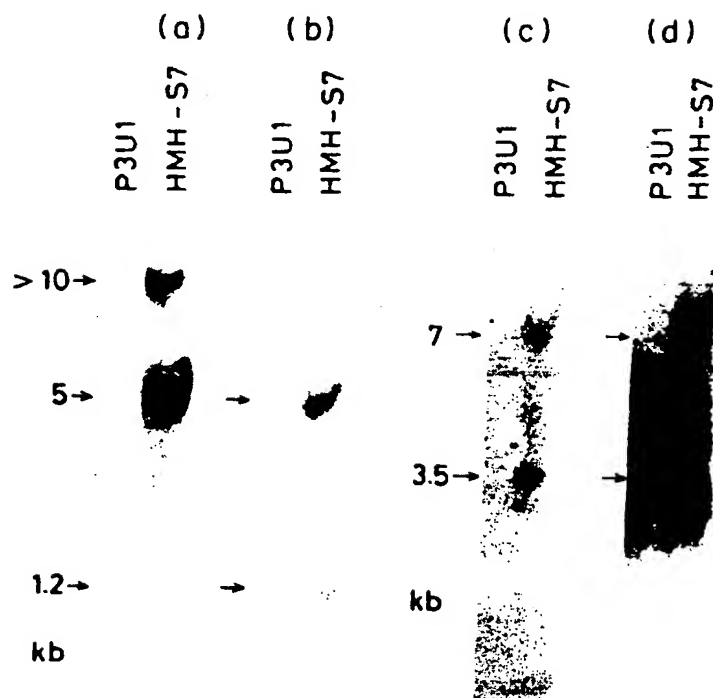 (a) (b) (c) (d)
P3U1
HMH-S7
P3U1
HMH-S7
P3U1
HMH-S7
P3U1
HMH-S7
> 10→
5→ →
1.2→ →
kb
7 → →
3.5→ →
kb